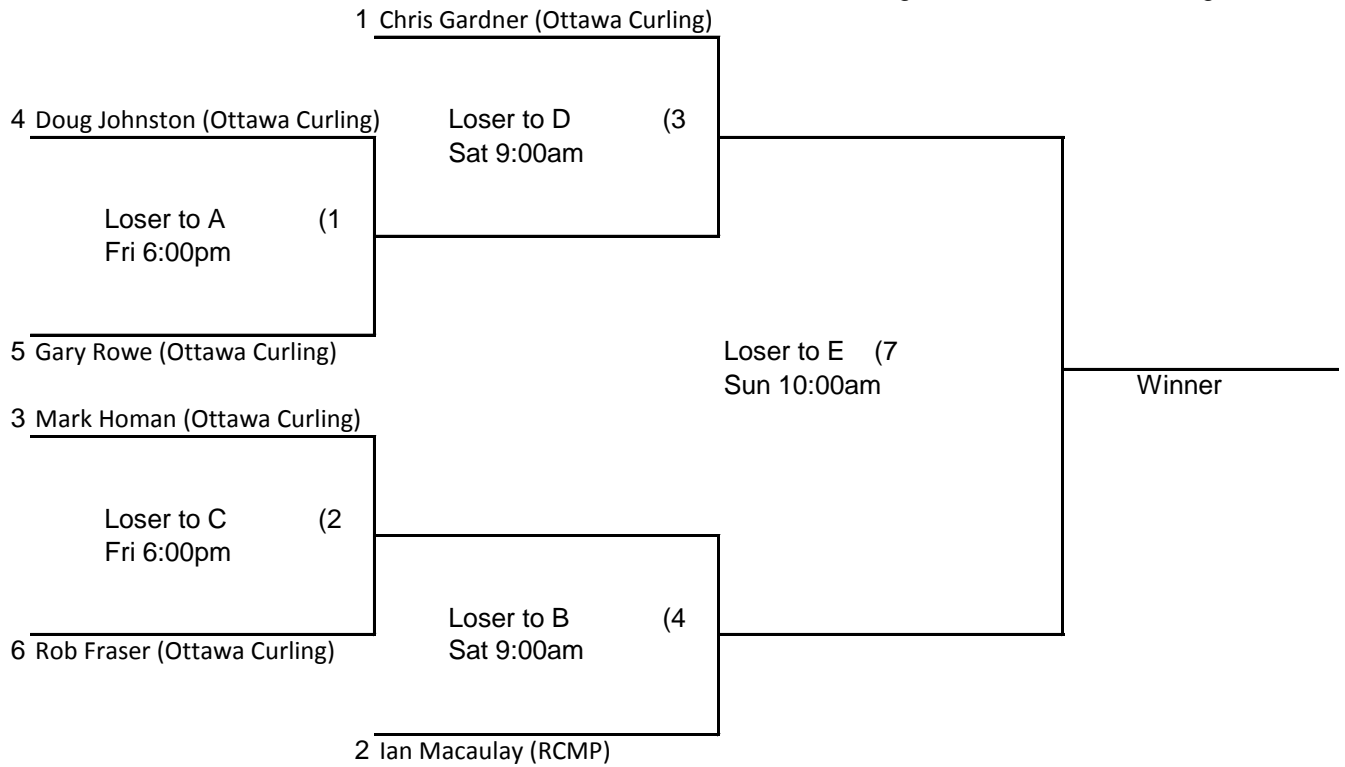 1 Chris Gardner (Ottawa Curling)
4 Doug Johnston (Ottawa Curling)
Loser to D (3
Sat 9:00am
Loser to A (1
Fri 6:00pm
5 Gary Rowe (Ottawa Curling)
Loser to E (7
Sun 10:00am
Winner
3 Mark Homan (Ottawa Curling)
Loser to C (2
Fri 6:00pm
Loser to B (4
Sat 9:00am
6 Rob Fraser (Ottawa Curling)
2 Ian Macaulay (RCMP)